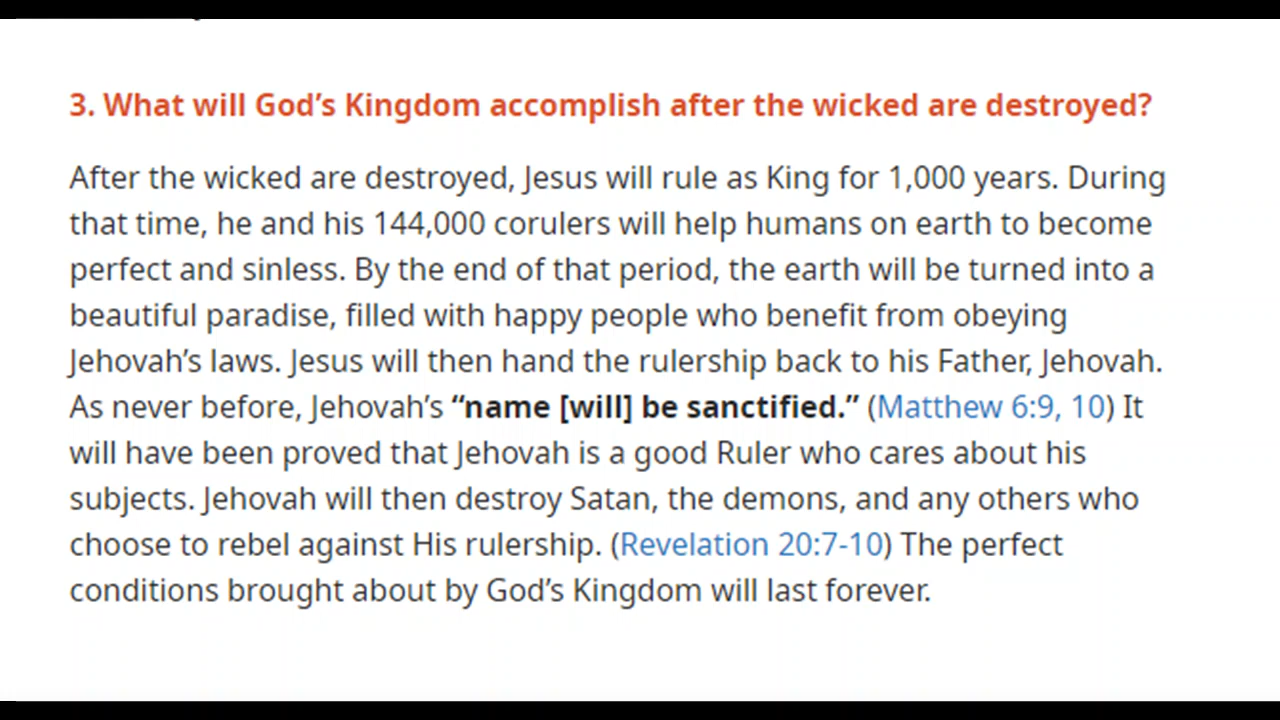 3. What will God's Kingdom accomplish after the wicked are destroyed?
After the wicked are destroyed, Jesus will rule as King for 1,000 years. During
that time, he and his 144,000 corulers will help humans on earth to become
perfect and sinless. By the end of that period, the earth will be turned into a
beautiful paradise, filled with happy people who benefit from obeying
Jehovah’s laws. Jesus will then hand the rulership back to his Father, Jehovah.
As never before, Jehovah’s “name [will] be sanctified.” (Matthew 6:9, 10) It
will have been proved that Jehovah is a good Ruler who cares about his
subjects. Jehovah will then destroy Satan, the demons, and any others who
choose to rebel against His rulership. (Revelation 20:7-10) The perfect
conditions brought about by God’s Kingdom will last forever.